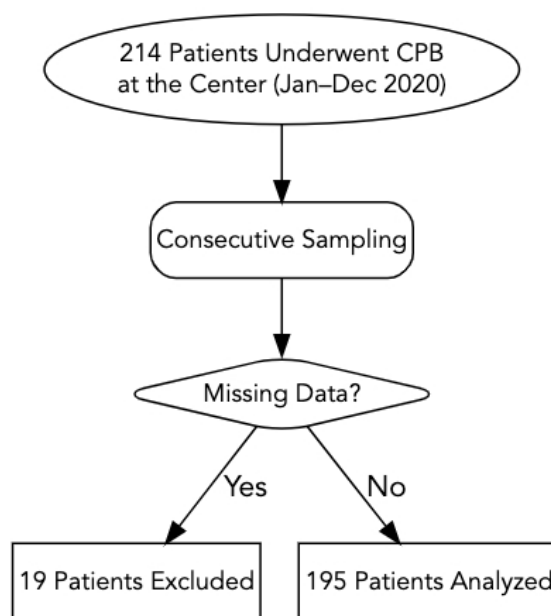 214 Patients Underwent CPB
at the Center (Jan–Dec 2020)
Consecutive Sampling
Missing Data?
Yes
No
19 Patients Excluded
195 Patients Analyzed